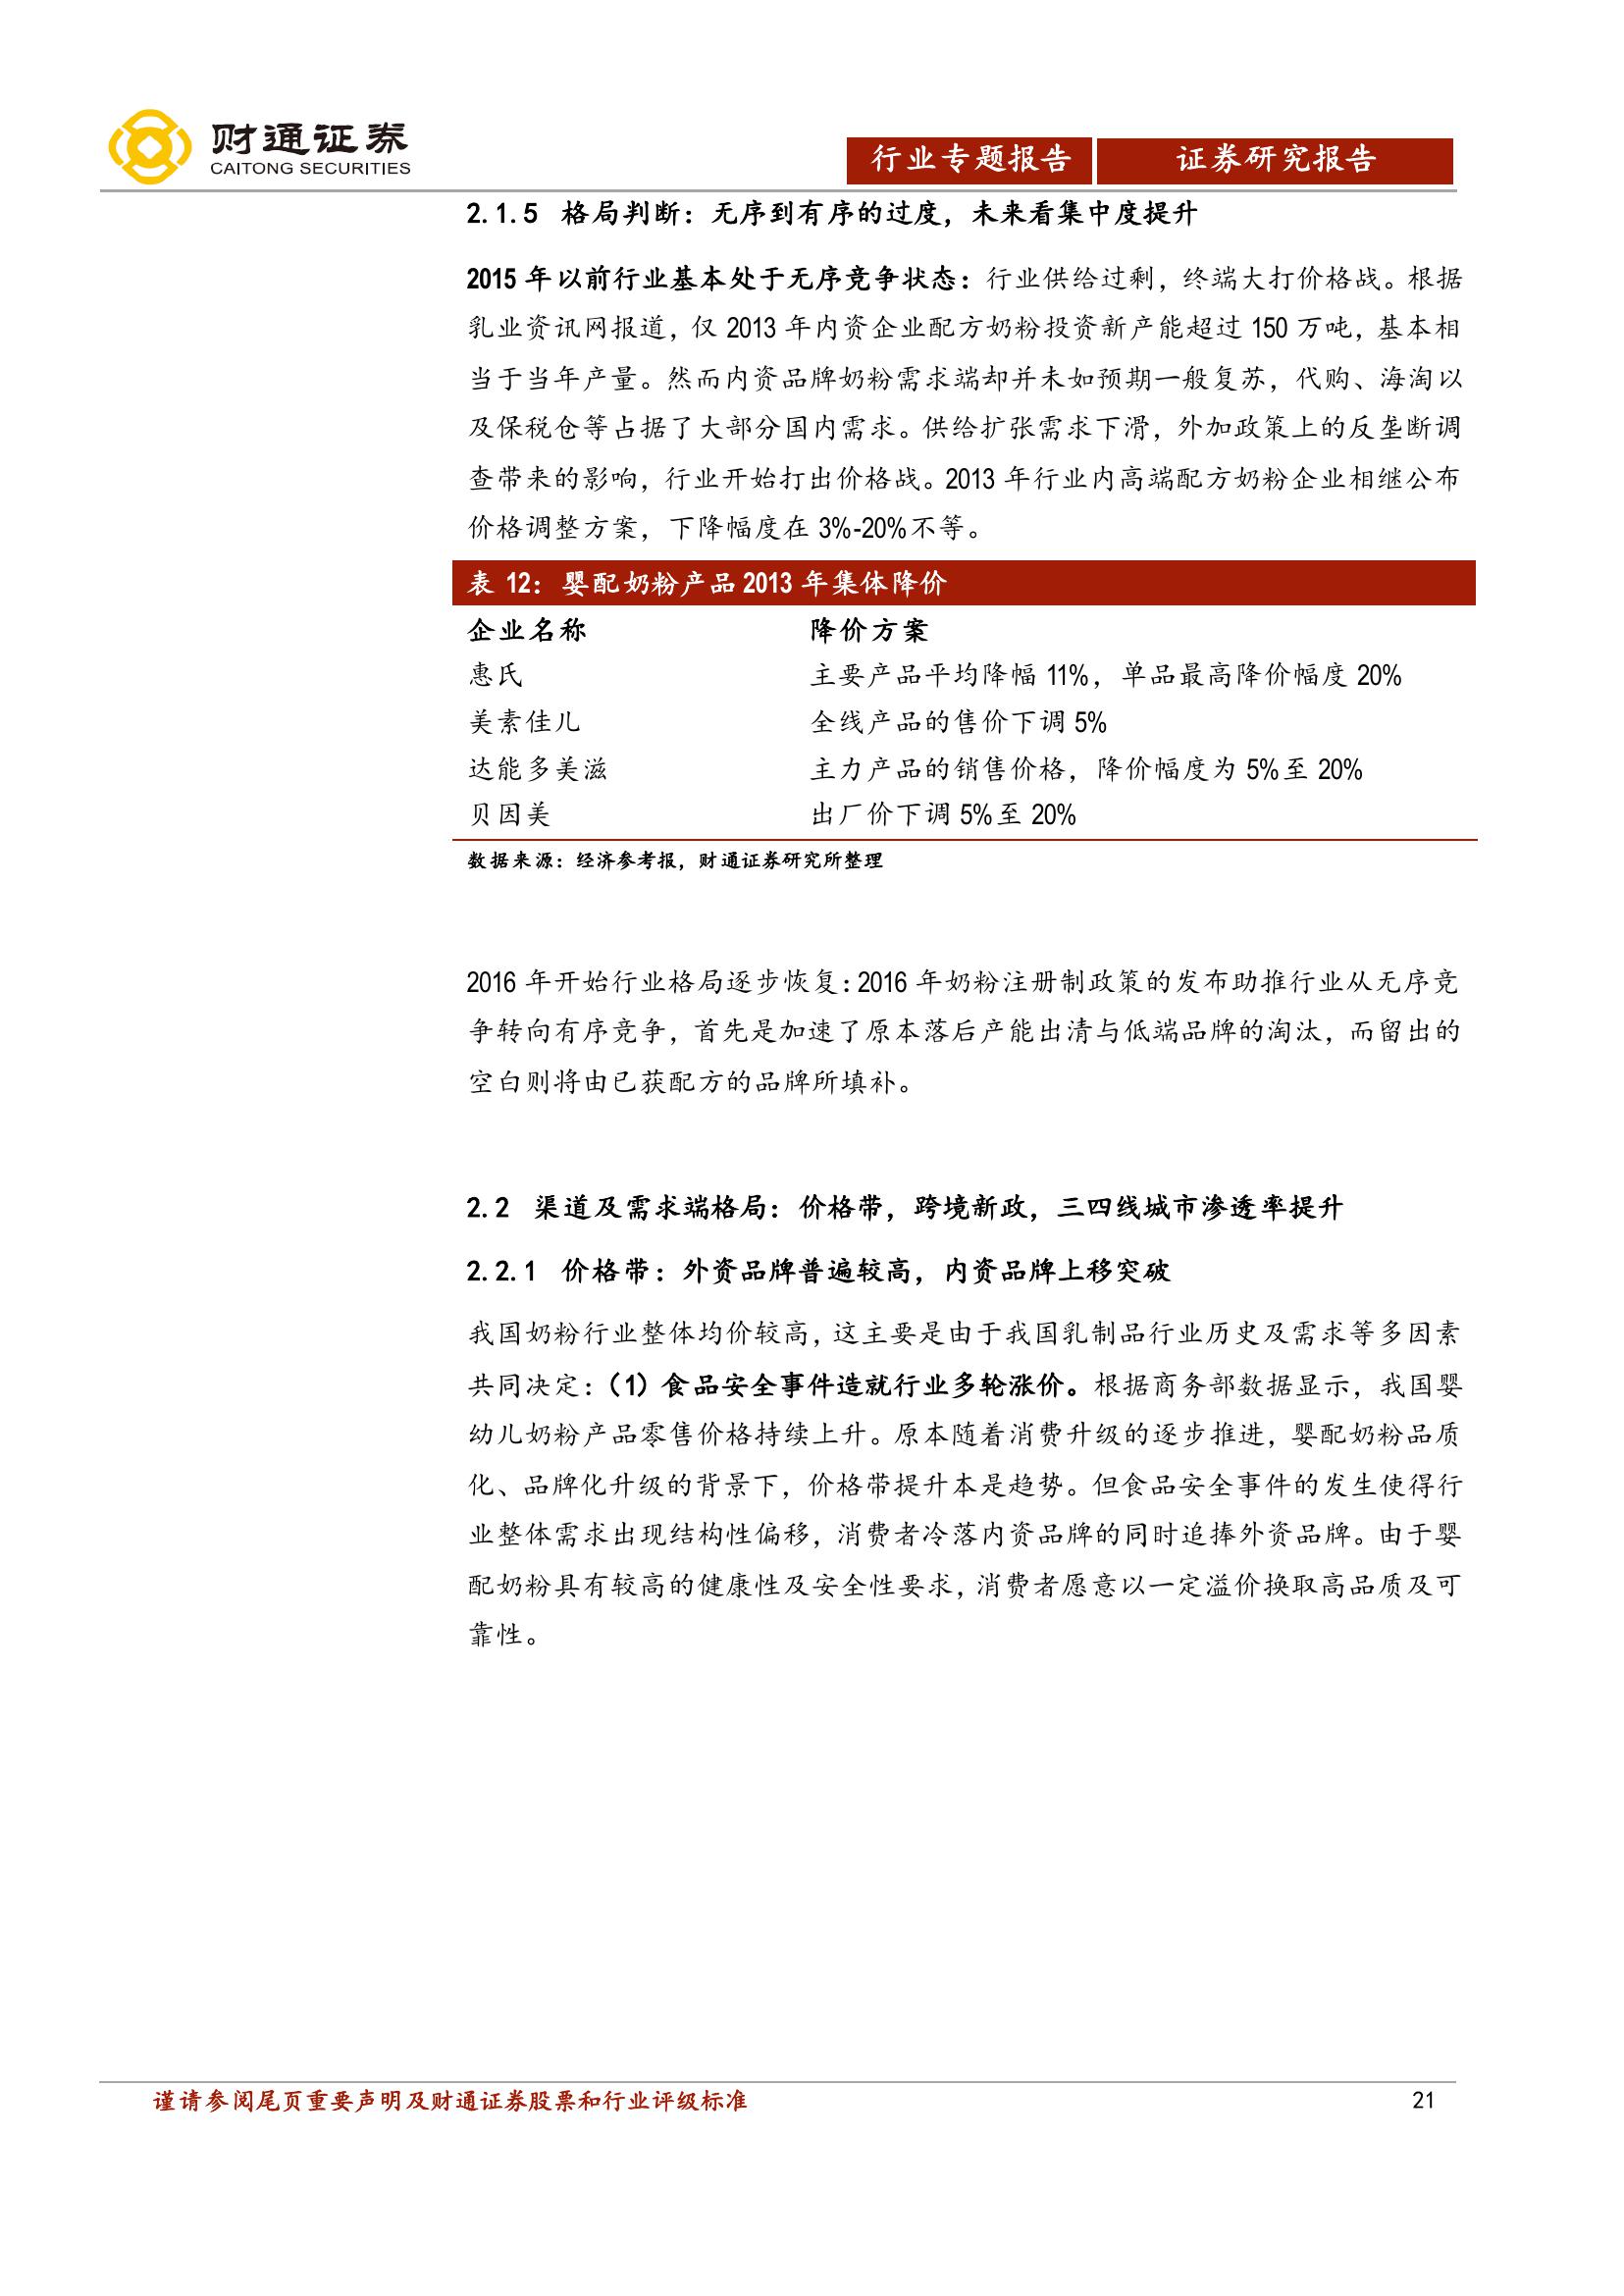 财通证券
CAITONG SECURITIES
行业专题报告
证券研究报告
2.1.5 格局判断：无序到有序的过度，未来看集中度提升
2015 年以前行业基本处于无序竞争状态：行业供给过剩，终端大打价格战。根据
乳业资讯网报道，仅 2013 年内资企业配方奶粉投资新产能超过 150 万吨，基本相
当于当年产量。然而内资品牌奶粉需求端却并未如预期一般复苏，代购、海淘以
及保税仓等占据了大部分国内需求。供给扩张需求下滑，外加政策上的反垄断调
查带来的影响，行业开始打出价格战。2013 年行业内高端配方奶粉企业相继公布
价格调整方案，下降幅度在 3%-20%不等。
表 12：婴配奶粉产品 2013 年集体降价
企业名称 降价方案
惠氏 主要产品平均降幅 11%，单品最高降价幅度 20%
美素佳儿 全线产品的售价下调 5%
达能多美滋 主力产品的销售价格，降价幅度为 5%至 20%
贝因美 出厂价下调 5%至 20%
数据来源：经济参考报，财通证券研究所整理
2016 年开始行业格局逐步恢复：2016 年奶粉注册制政策的发布助推行业从无序竞
争转向有序竞争，首先是加速了原本落后产能出清与低端品牌的淘汰，而留出的
空白则将由已获配方的品牌所填补。
2.2 渠道及需求端格局：价格带，跨境新政，三四线城市渗透率提升
2.2.1 价格带：外资品牌普遍较高，内资品牌上移突破
我国奶粉行业整体均价较高，这主要是由于我国乳制品行业历史及需求等多因素
共同决定：（1）食品安全事件造就行业多轮涨价。根据商务部数据显示，我国婴
幼儿奶粉产品零售价格持续上升。原本随着消费升级的逐步推进，婴配奶粉品质
化、品牌化升级的背景下，价格带提升本是趋势。但食品安全事件的发生使得行
业整体需求出现结构性偏移，消费者冷落内资品牌的同时追捧外资品牌。由于婴
配奶粉具有较高的健康性及安全性要求，消费者愿意以一定溢价换取高品质及可
靠性。
谨请参阅尾页重要声明及财通证券股票和行业评级标准 21